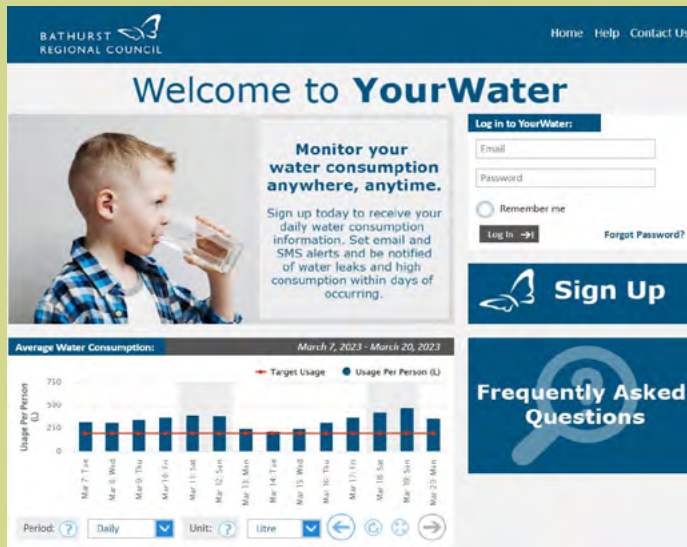 BATHURST
REGIONAL COUNCIL
Home Help Contact Us
Welcome to YourWater
Monitor your
water consumption
anywhere, anytime.
Sign up today to receive your
daily water consumption
information. Set email and
SMS alerts and be notified
of water leaks and high
consumption within days of
occurring.
Log in to YourWater:
Email
Password
Remember me
Log In
Forgot Password?
Sign Up
Frequently Asked
Questions
Average Water Consumption:
March 7, 2023 - March 20, 2023
Target Usage
Usage Per Person (L)
Usage Per Person
(L)
750
500
250
0
Mar 7: Tue
Mar 8: Wed
Mar 9: Thu
Mar 10: Fri
Mar 11: Sat
Mar 12: Sun
Mar 13: Mon
Mar 14: Tue
Mar 15: Wed
Mar 16: Thu
Mar 17: Fri
Mar 18: Sat
Mar 19: Sun
Mar 20: Mon
Period: ? Daily
Unit: ? Litre